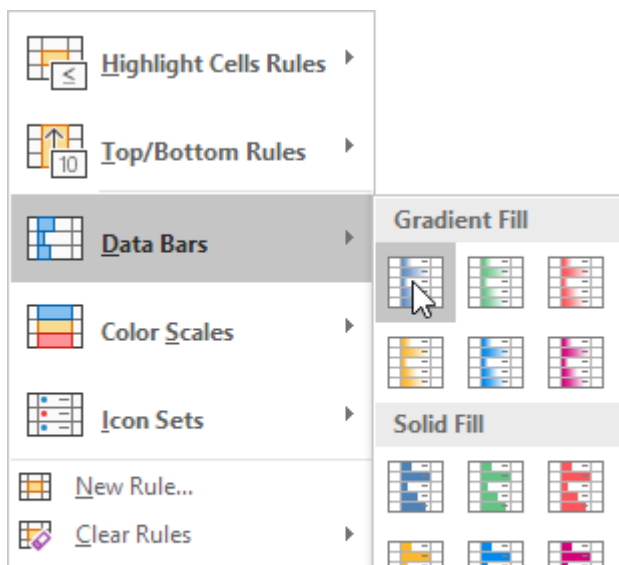 Highlight Cells Rules
≤
Top/Bottom Rules
10
Data Bars
Gradient Fill
Color Scales
Icon Sets
Solid Fill
New Rule...
Clear Rules